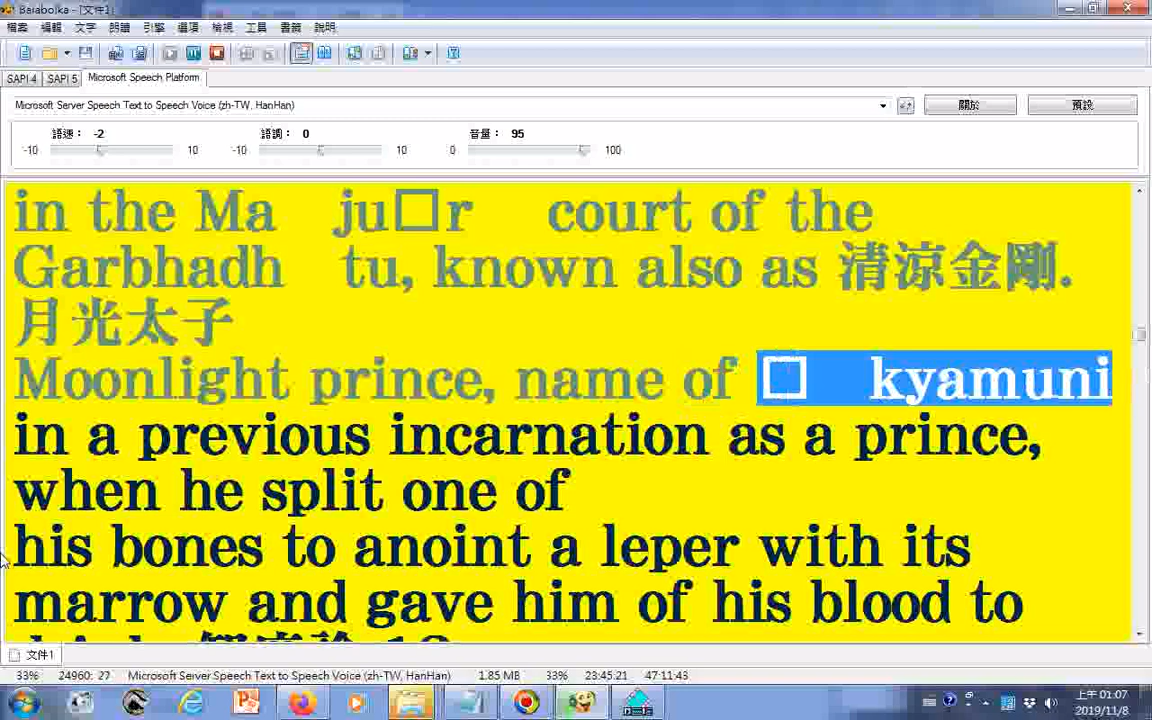 Balabolka - [文件1]
檔案 編輯 文字 朗讀 引擎 選項 檢視 工具 書籤 說明
SAPI 4 SAPI 5 Microsoft Speech Platform
Microsoft Server Speech Text to Speech Voice (zh-TW, HanHan) 關於 預設
語速： -2 語調： 0 音量： 95
-10 10 -10 10 0 100
in the Ma ju□r court of the
Garbhadh tu, known also as 清涼金剛.
月光太子
Moonlight prince, name of □ kyamuni
in a previous incarnation as a prince,
when he split one of
his bones to anoint a leper with its
marrow and gave him of his blood to
文件1
33% 24960: 27 Microsoft Server Speech Text to Speech Voice (zh-TW, HanHan) 1.85 MB 33% 23:45.21 47:11:43
上午 01:07
2019/11/8